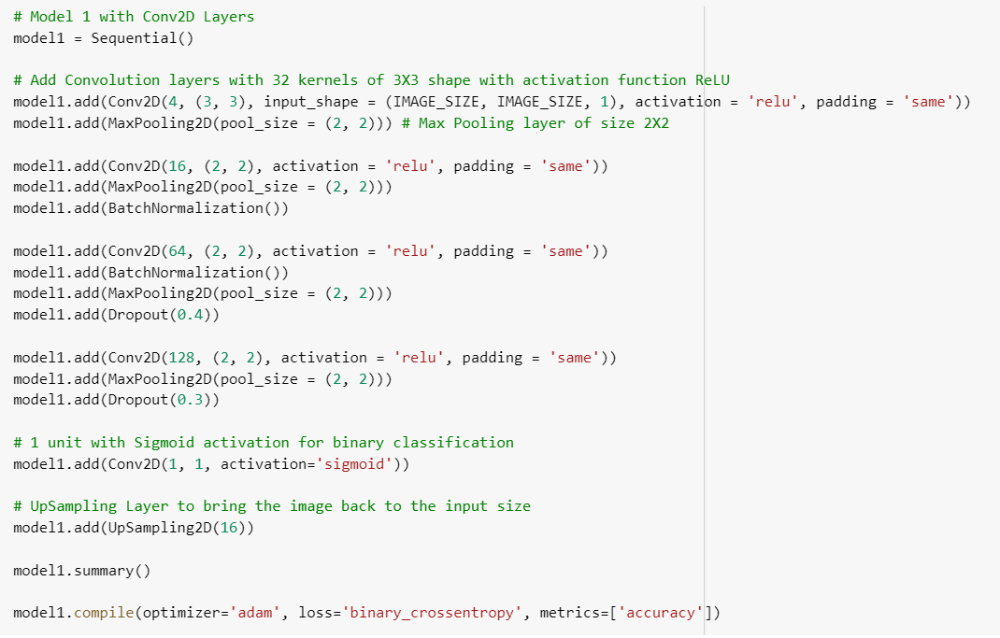 # Model 1 with Conv2D Layers
model1 = Sequential()
# Add Convolution layers with 32 kernels of 3X3 shape with activation function ReLU
model1.add(Conv2D(4, (3, 3), input_shape = (IMAGE_SIZE, IMAGE_SIZE, 1), activation = 'relu', padding = 'same'))
model1.add(MaxPooling2D(pool_size = (2, 2))) # Max Pooling layer of size 2X2
model1.add(Conv2D(16, (2, 2), activation = 'relu', padding = 'same'))
model1.add(MaxPooling2D(pool_size = (2, 2)))
model1.add(BatchNormalization())
model1.add(Conv2D(64, (2, 2), activation = 'relu', padding = 'same'))
model1.add(BatchNormalization())
model1.add(MaxPooling2D(pool_size = (2, 2)))
model1.add(Dropout(0.4))
model1.add(Conv2D(128, (2, 2), activation = 'relu', padding = 'same'))
model1.add(MaxPooling2D(pool_size = (2, 2)))
model1.add(Dropout(0.3))
# 1 unit with Sigmoid activation for binary classification
model1.add(Conv2D(1, 1, activation='sigmoid'))
# UpSampling Layer to bring the image back to the input size
model1.add(UpSampling2D(16))
model1.summary()
model1.compile(optimizer='adam', loss='binary_crossentropy', metrics=['accuracy'])